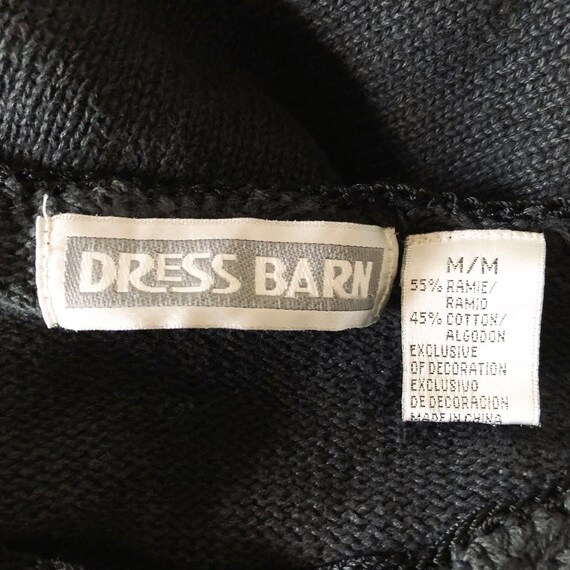 DRESS BARN
M/M
55% RAMIE/
RAMIO
45% COTTON/
ALGODON
EXCLUSIVE
OF DECORATION
EXCLUSIVO
DE DECORACION
MADE IN CHINA